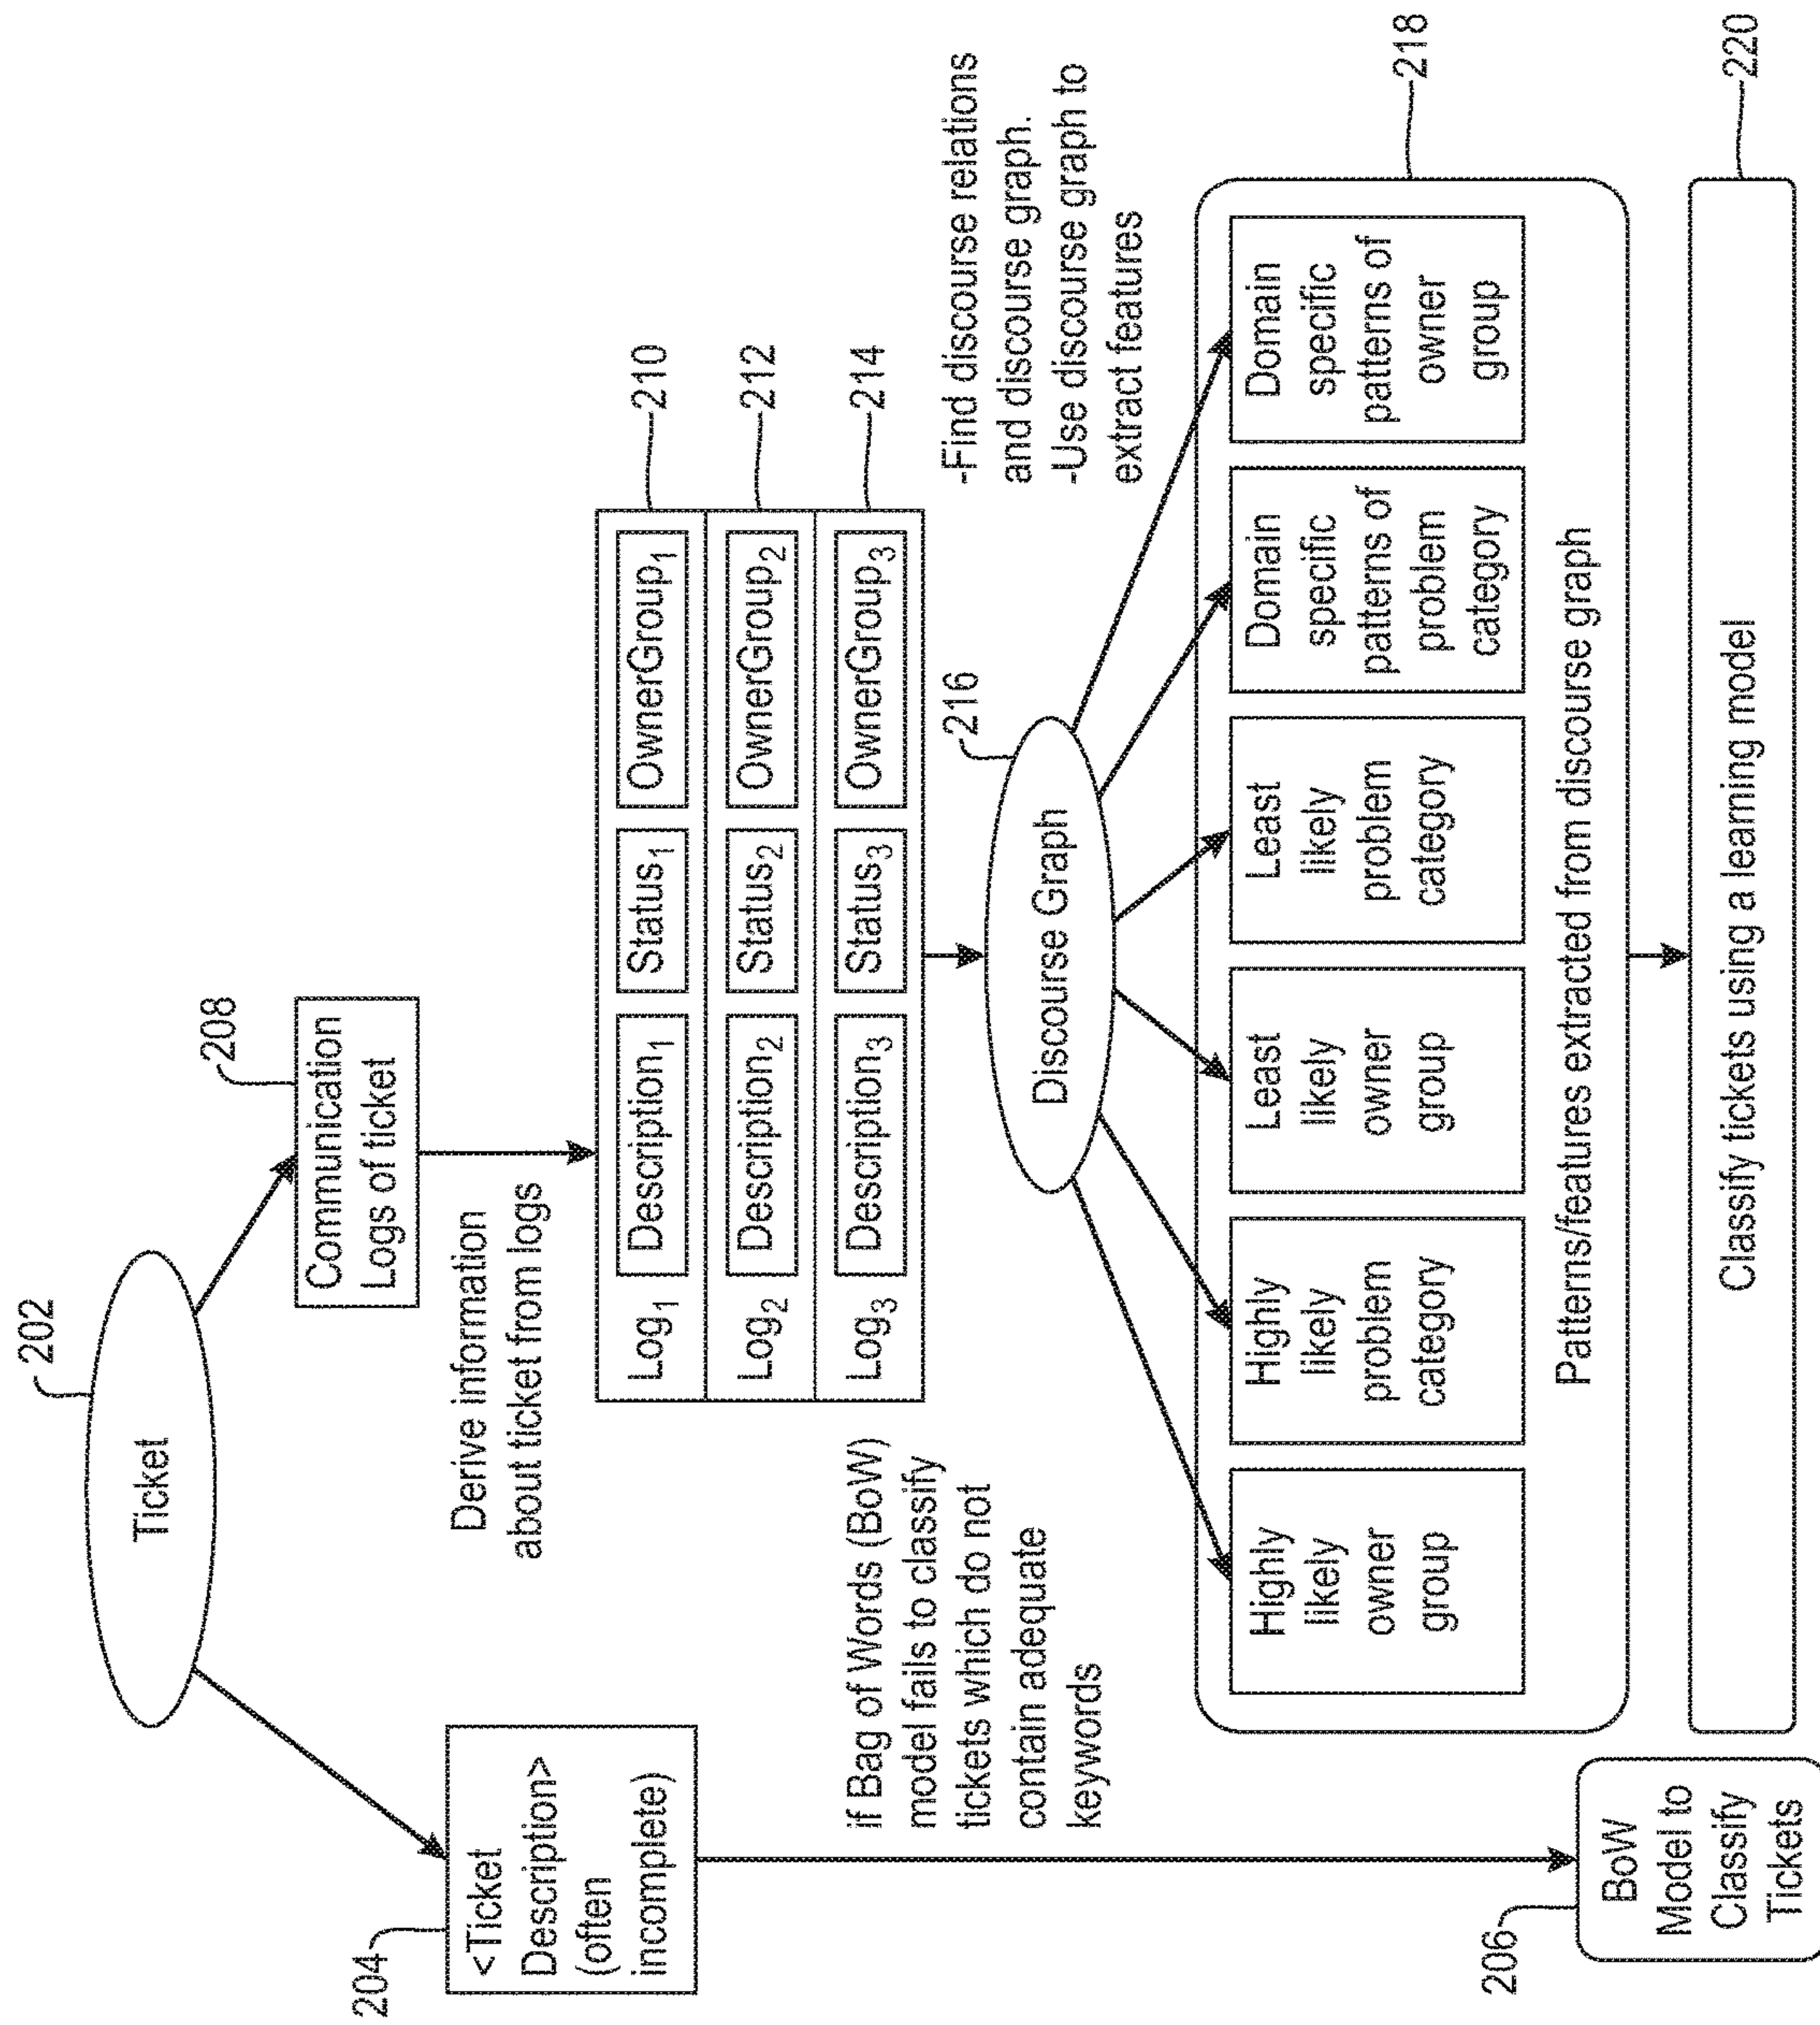 202
Ticket
204
<Ticket
Description>
(often
incomplete)
208
Communication
Logs of ticket
Derive information
about ticket from logs
Log1 Description1 Status1 OwnerGroup1
210
Log2 Description2 Status2 OwnerGroup2
212
Log3 Description3 Status3 OwnerGroup3
214
if Bag of Words (BoW)
model fails to classify
tickets which do not
contain adequate
keywords
216
Discourse Graph
-Find discourse relations
and discourse graph.
-Use discourse graph to
extract features
Highly
likely
owner
group
Highly
likely
problem
category
Least
likely
owner
group
Least
likely
problem
category
Domain
specific
patterns of
problem
category
Domain
specific
patterns of
owner
group
Patterns/features extracted from discourse graph
218
206
BoW
Model to
Classify
Tickets
Classify tickets using a learning model
220